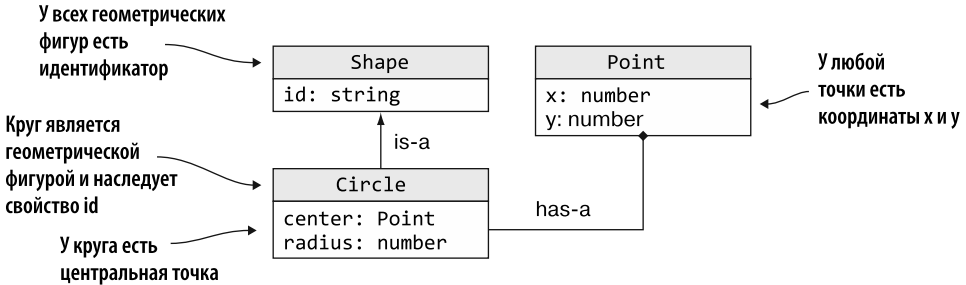 У всех геометрических
фигур есть
идентификатор
Shape
id: string
Point
x: number
y: number
У любой
точки есть
координаты x и y
is-a
Круг является
геометрической
фигурой и наследует
свойство id
Circle
center: Point
radius: number
has-a
У круга есть
центральная точка